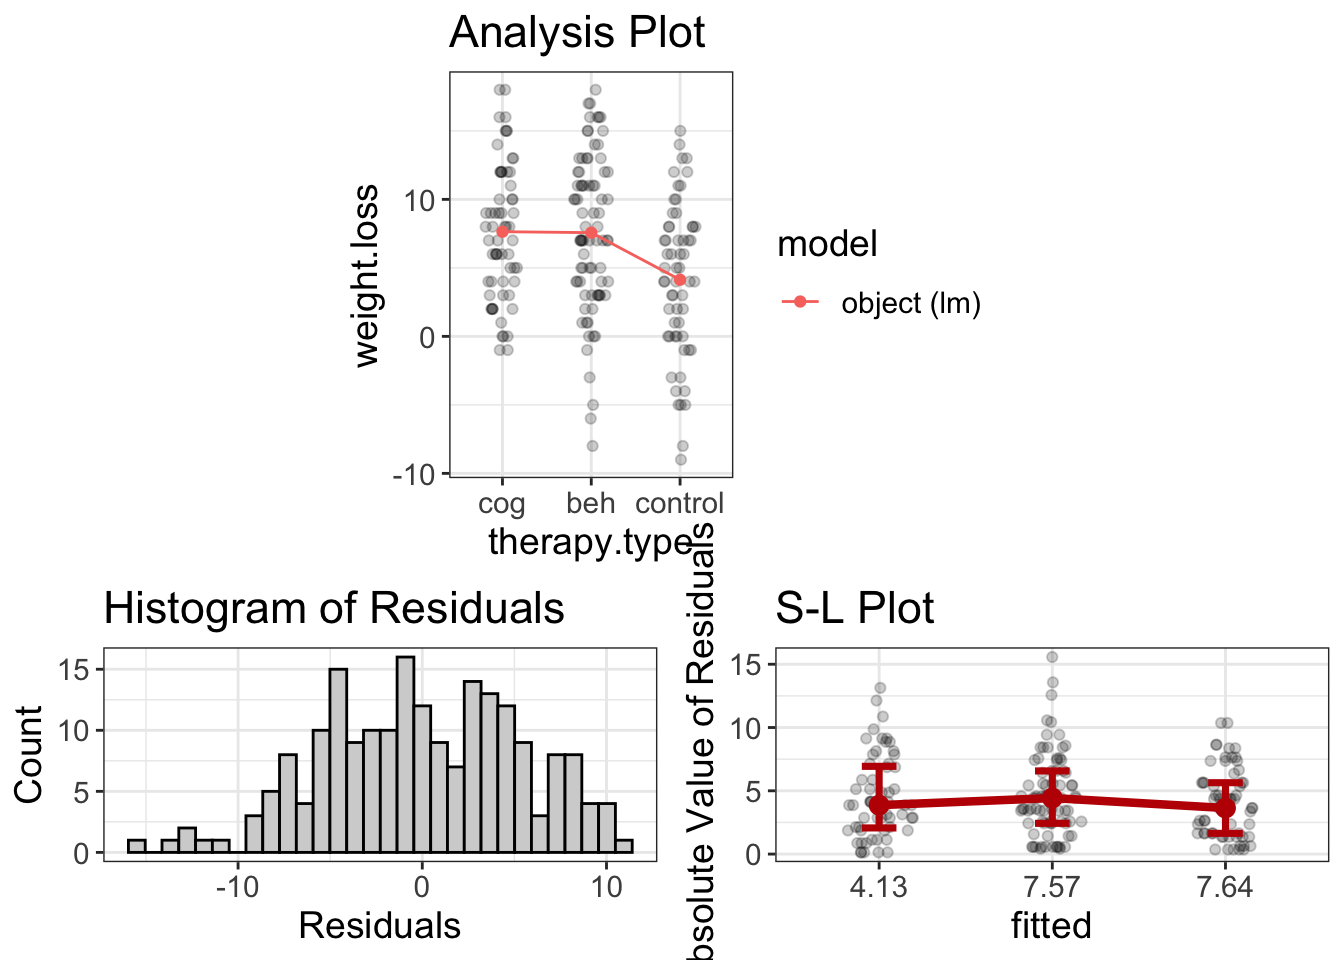 Analysis Plot
weight.loss
10
0
-10
cog beh control
therapy.type
model
object (lm)
Histogram of Residuals
Count
15
10
5
0
-10 0 10
Residuals
S-L Plot
bsolute Value of Residuals
15
10
5
0
4.13 7.57 7.64
fitted